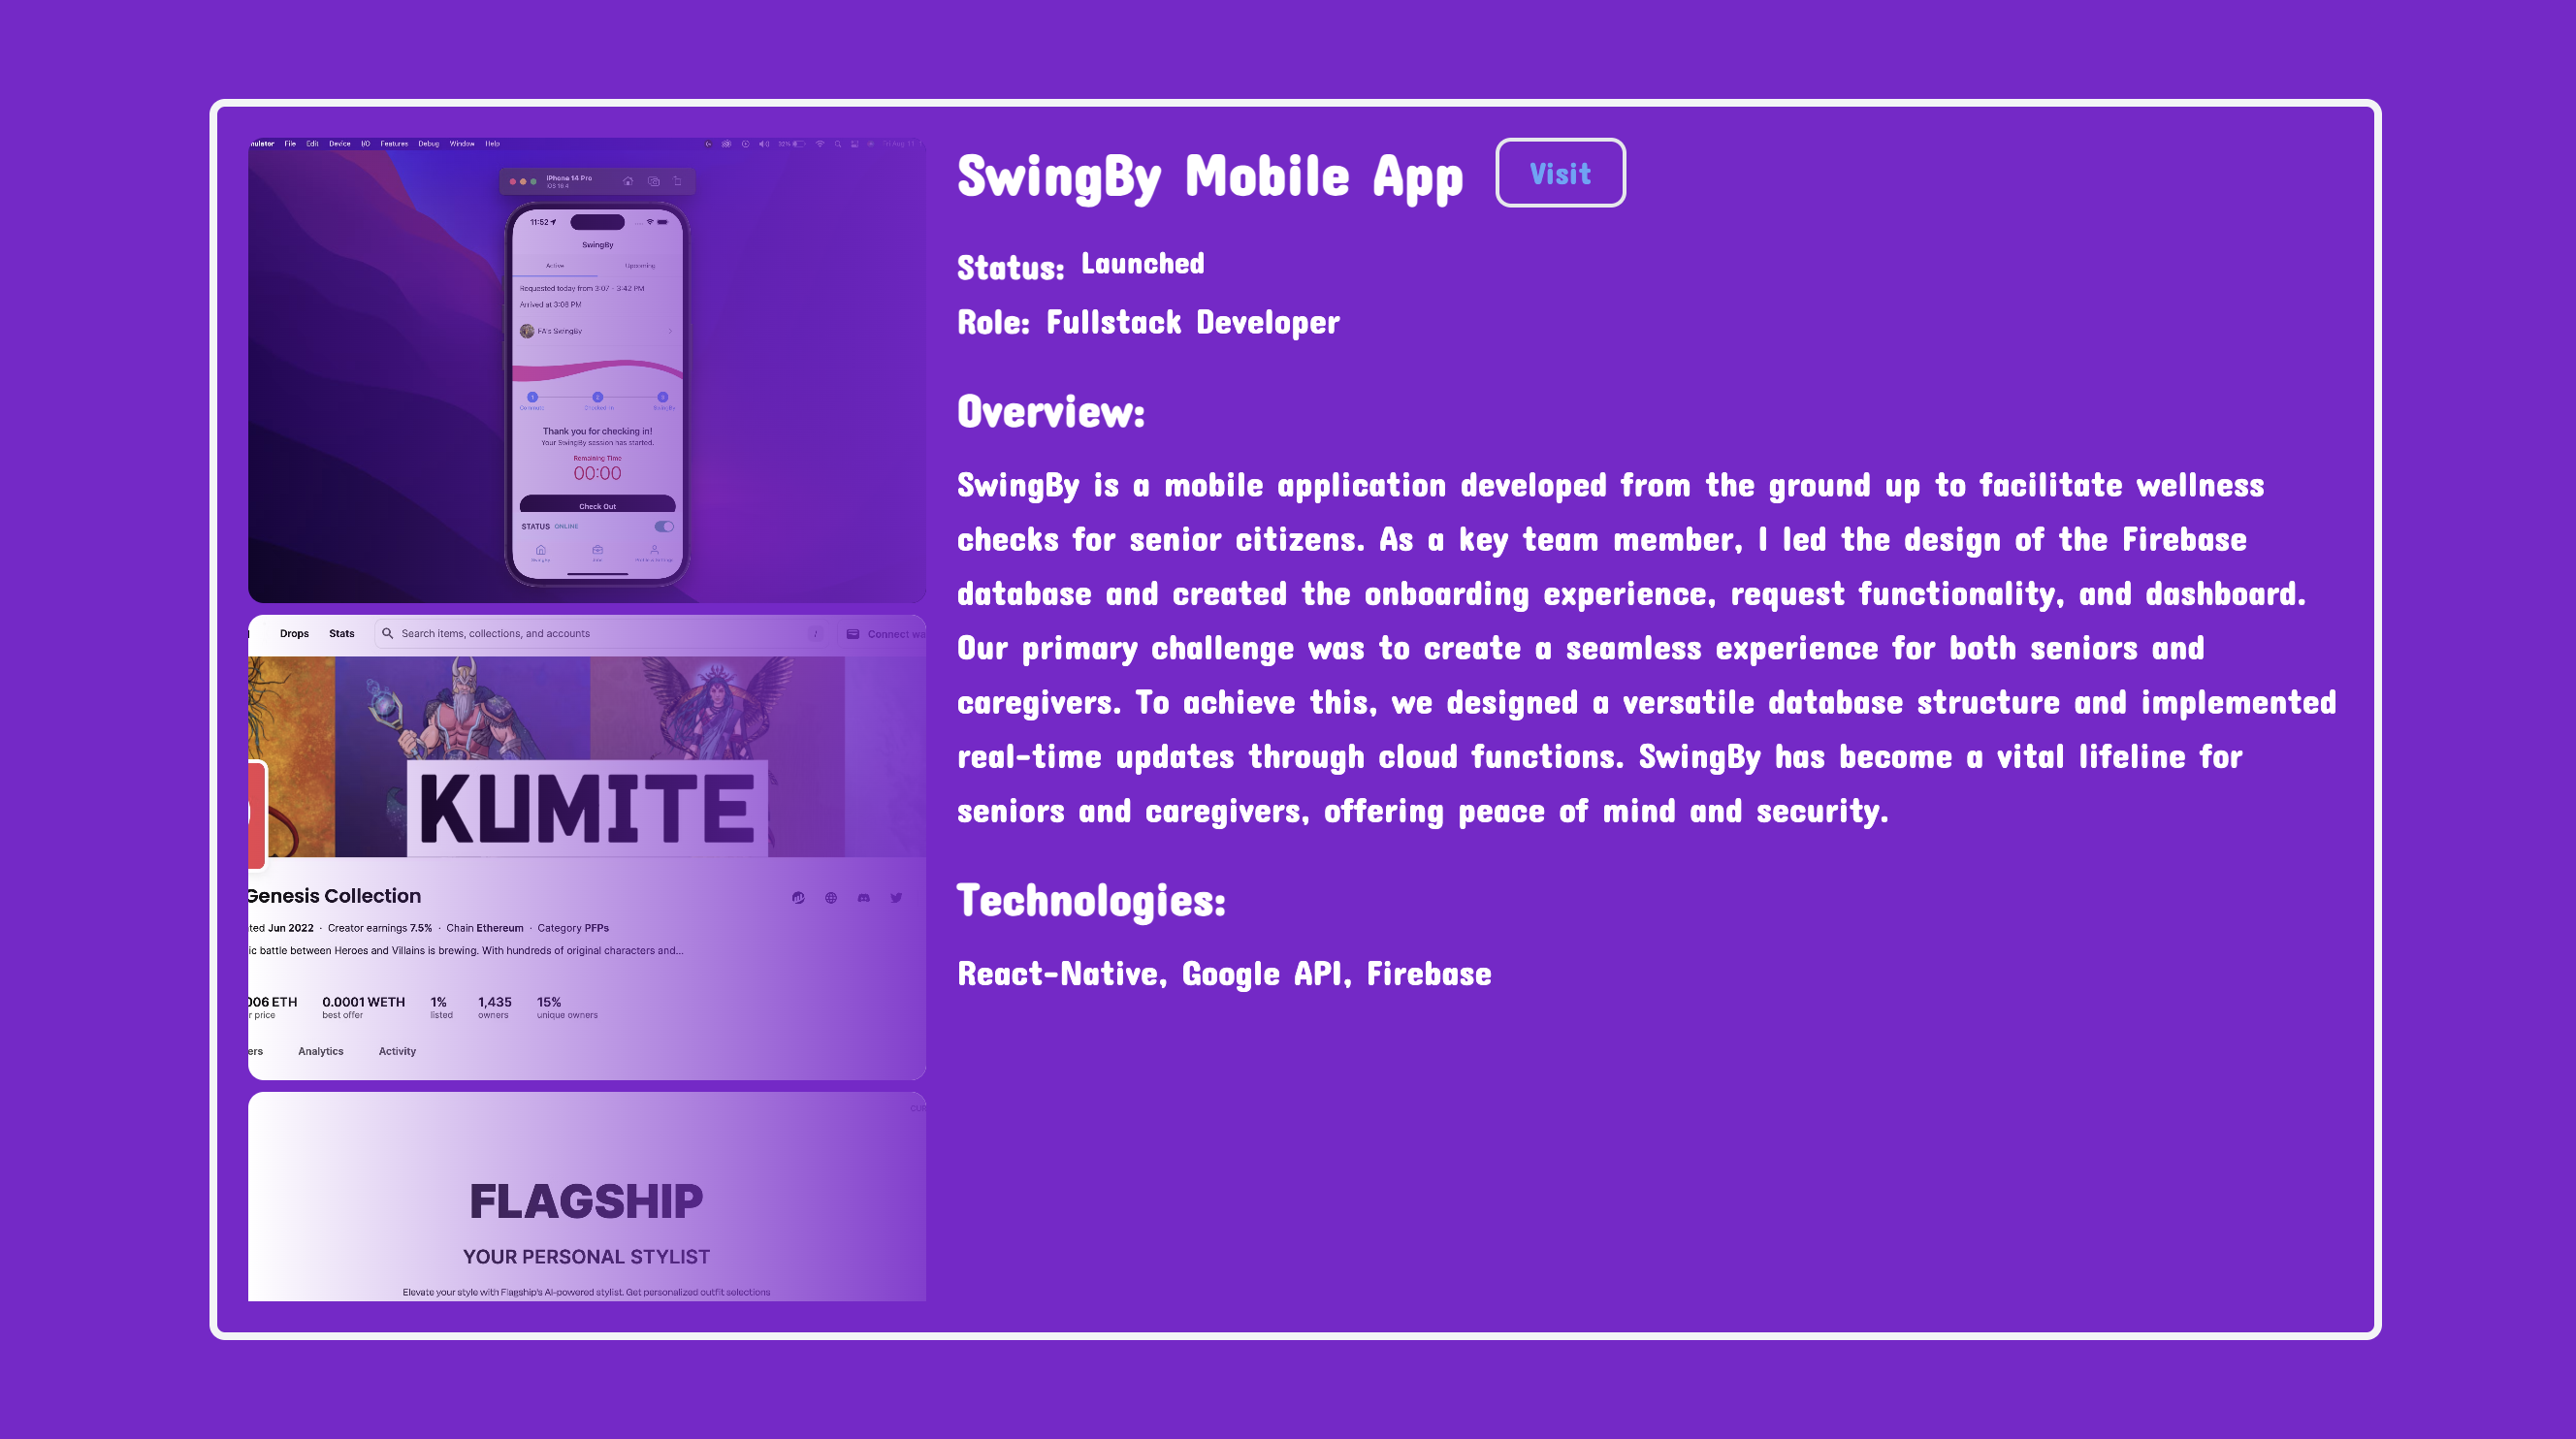 File Edit Device I/O Features Debug Window Help
iPhone 14 Pro
iOS 16.4
11:52
SwingBy
Active Upcoming
Requested today from 3:07 - 3:42 PM
Arrived at 3:08 PM
FA's SwingBy
Checked In SwingBy
Thank you for checking in!
Your SwingBy session has started.
Remaining Time
00:00
Check Out
STATUS ONLINE
Drops Stats Search items, collections, and accounts / Connect wa
KUMITE
Genesis Collection
ted Jun 2022 · Creator earnings 7.5% · Chain Ethereum · Category PFPs
ic battle between Heroes and Villains is brewing. With hundreds of original characters and...
006 ETH 0.0001 WETH 1% 1,435 15%
r price best offer listed owners unique owners
ers Analytics Activity
FLAGSHIP
YOUR PERSONAL STYLIST
Elevate your style with Flagship's AI-powered stylist. Get personalized outfit selections
SwingBy Mobile App Visit
Status: Launched
Role: Fullstack Developer
Overview:
SwingBy is a mobile application developed from the ground up to facilitate wellness
checks for senior citizens. As a key team member, I led the design of the Firebase
database and created the onboarding experience, request functionality, and dashboard.
Our primary challenge was to create a seamless experience for both seniors and
caregivers. To achieve this, we designed a versatile database structure and implemented
real-time updates through cloud functions. SwingBy has become a vital lifeline for
seniors and caregivers, offering peace of mind and security.
Technologies:
React-Native, Google API, Firebase